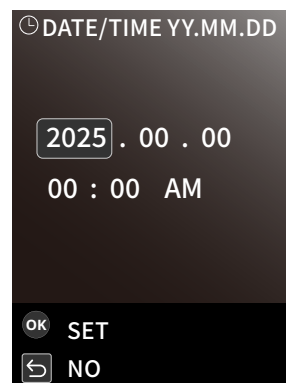 DATE/TIME YY.MM.DD
2025 . 00 . 00
00 : 00 AM
OK SET
NO